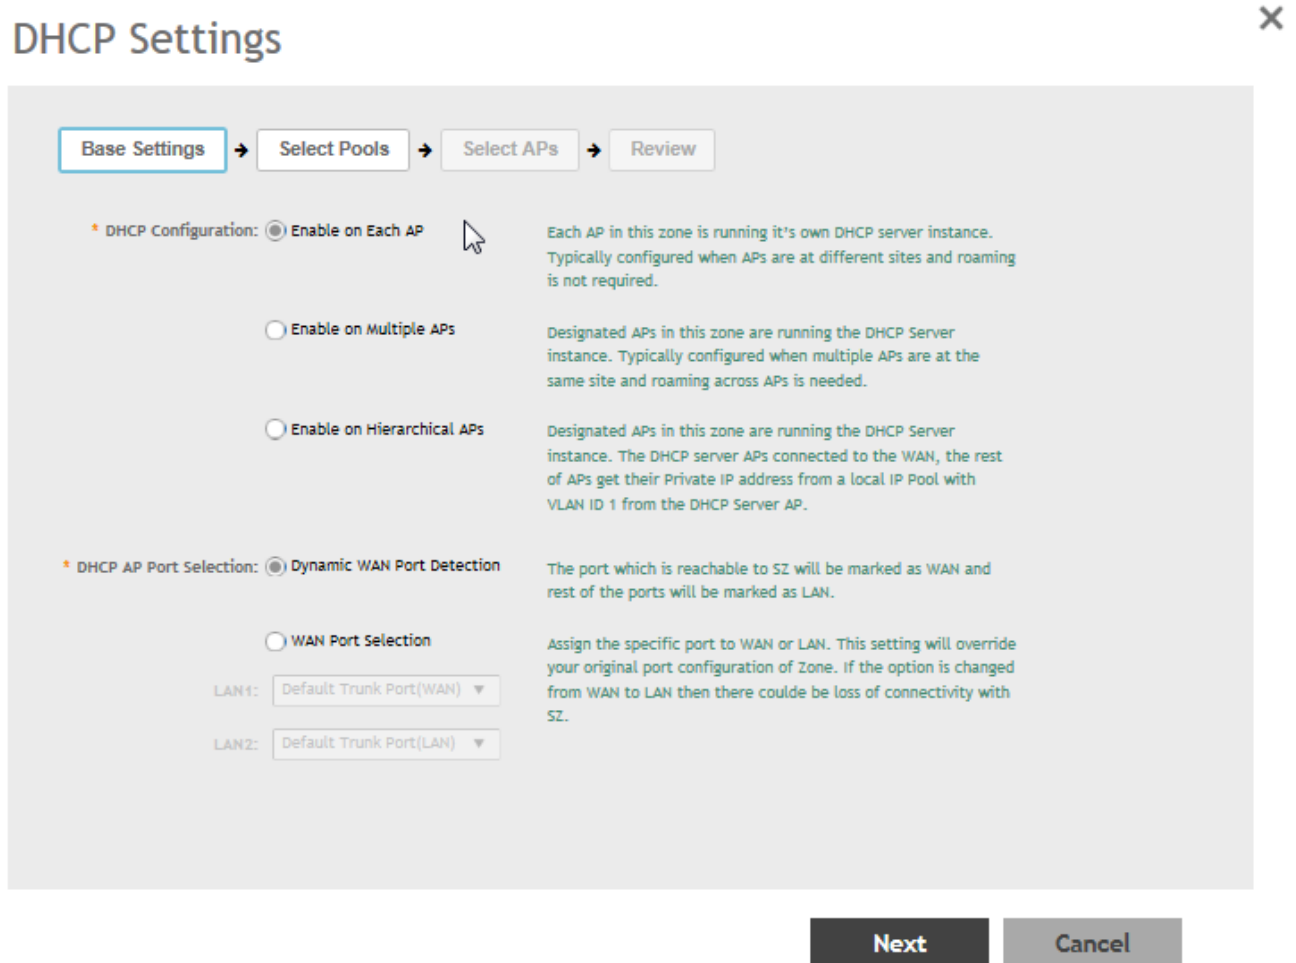 DHCP Settings
Base Settings
Select Pools
Select APs
Review
* DHCP Configuration:
Enable on Each AP
Each AP in this zone is running it's own DHCP server instance.
Typically configured when APs are at different sites and roaming
is not required.
Enable on Multiple APs
Designated APs in this zone are running the DHCP Server
instance. Typically configured when multiple APs are at the
same site and roaming across APs is needed.
Enable on Hierarchical APs
Designated APs in this zone are running the DHCP Server
instance. The DHCP server APs connected to the WAN, the rest
of APs get their Private IP address from a local IP Pool with
VLAN ID 1 from the DHCP Server AP.
* DHCP AP Port Selection:
Dynamic WAN Port Detection
The port which is reachable to SZ will be marked as WAN and
rest of the ports will be marked as LAN.
WAN Port Selection
Assign the specific port to WAN or LAN. This setting will override
your original port configuration of Zone. If the option is changed
from WAN to LAN then there coulde be loss of connectivity with
SZ.
LAN1:
Default Trunk Port(WAN)
LAN2:
Default Trunk Port(LAN)
Next
Cancel